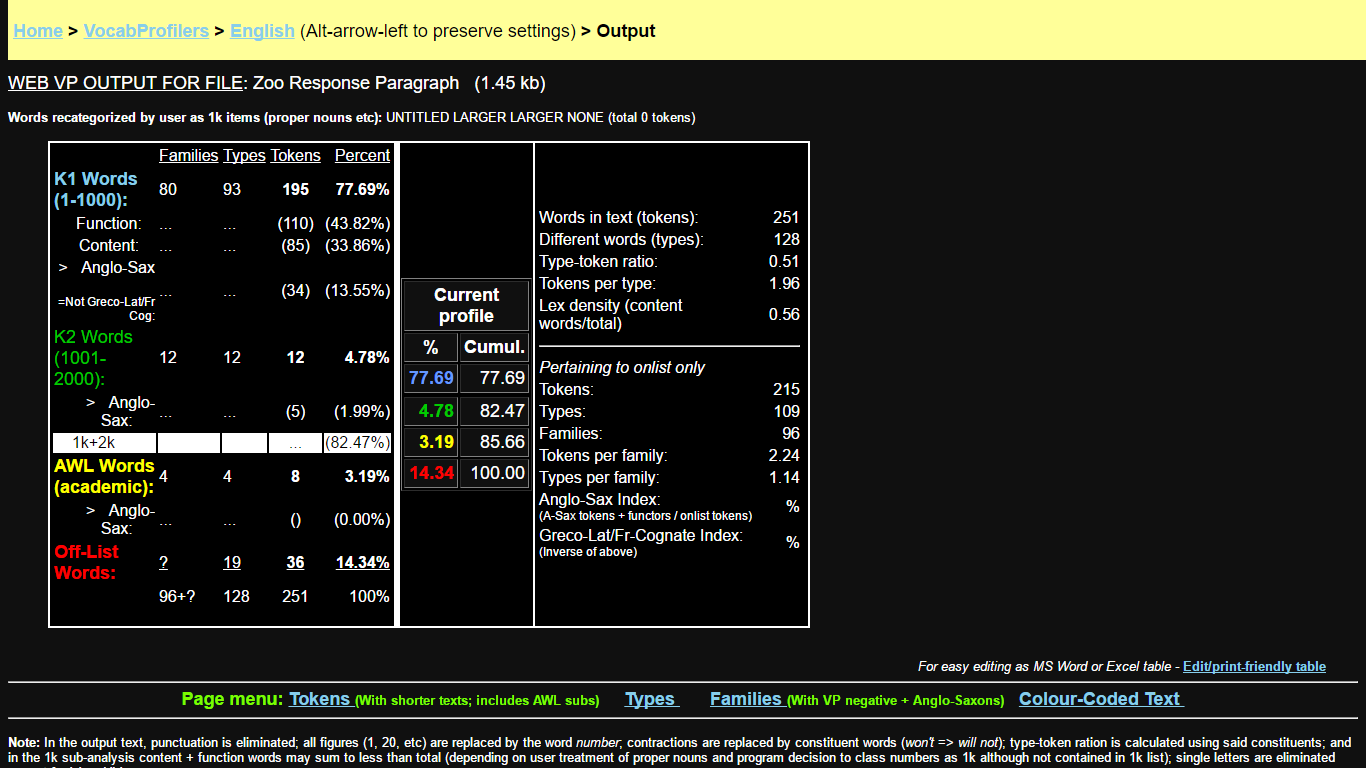 Home > VocabProfilers > English (Alt-arrow-left to preserve settings) > Output
WEB VP OUTPUT FOR FILE: Zoo Response Paragraph (1.45 kb)
Words recategorized by user as 1k items (proper nouns etc): UNTITLED LARGER LARGER NONE (total 0 tokens)
Families Types Tokens Percent
K1 Words
(1-1000): 80 93 195 77.69%
Function: ... ... (110) (43.82%)
Content: ... ... (85) (33.86%)
> Anglo-Sax
=Not Greco-Lat/Fr
Cog: ... ... (34) (13.55%)
K2 Words
(1001-
2000): 12 12 12 4.78%
> Anglo-
Sax: ... ... (5) (1.99%)
1k+2k ... (82.47%)
AWL Words
(academic): 4 4 8 3.19%
> Anglo-
Sax: ... ... () (0.00%)
Off-List
Words: ? 19 36 14.34%
96+? 128 251 100%
Current
profile
% Cumul.
77.69 77.69
4.78 82.47
3.19 85.66
14.34 100.00
Words in text (tokens): 251
Different words (types): 128
Type-token ratio: 0.51
Tokens per type: 1.96
Lex density (content
words/total) 0.56
Pertaining to onlist only
Tokens: 215
Types: 109
Families: 96
Tokens per family: 2.24
Types per family: 1.14
Anglo-Sax Index: %
(A-Sax tokens + functors / onlist tokens)
Greco-Lat/Fr-Cognate Index: %
(Inverse of above)
For easy editing as MS Word or Excel table - Edit/print-friendly table
Page menu: Tokens (With shorter texts; includes AWL subs) Types Families (With VP negative + Anglo-Saxons) Colour-Coded Text
Note: In the output text, punctuation is eliminated; all figures (1, 20, etc) are replaced by the word number; contractions are replaced by constituent words (won't => will not); type-token ration is calculated using said constituents; and
in the 1k sub-analysis content + function words may sum to less than total (depending on user treatment of proper nouns and program decision to class numbers as 1k although not contained in 1k list); single letters are eliminated